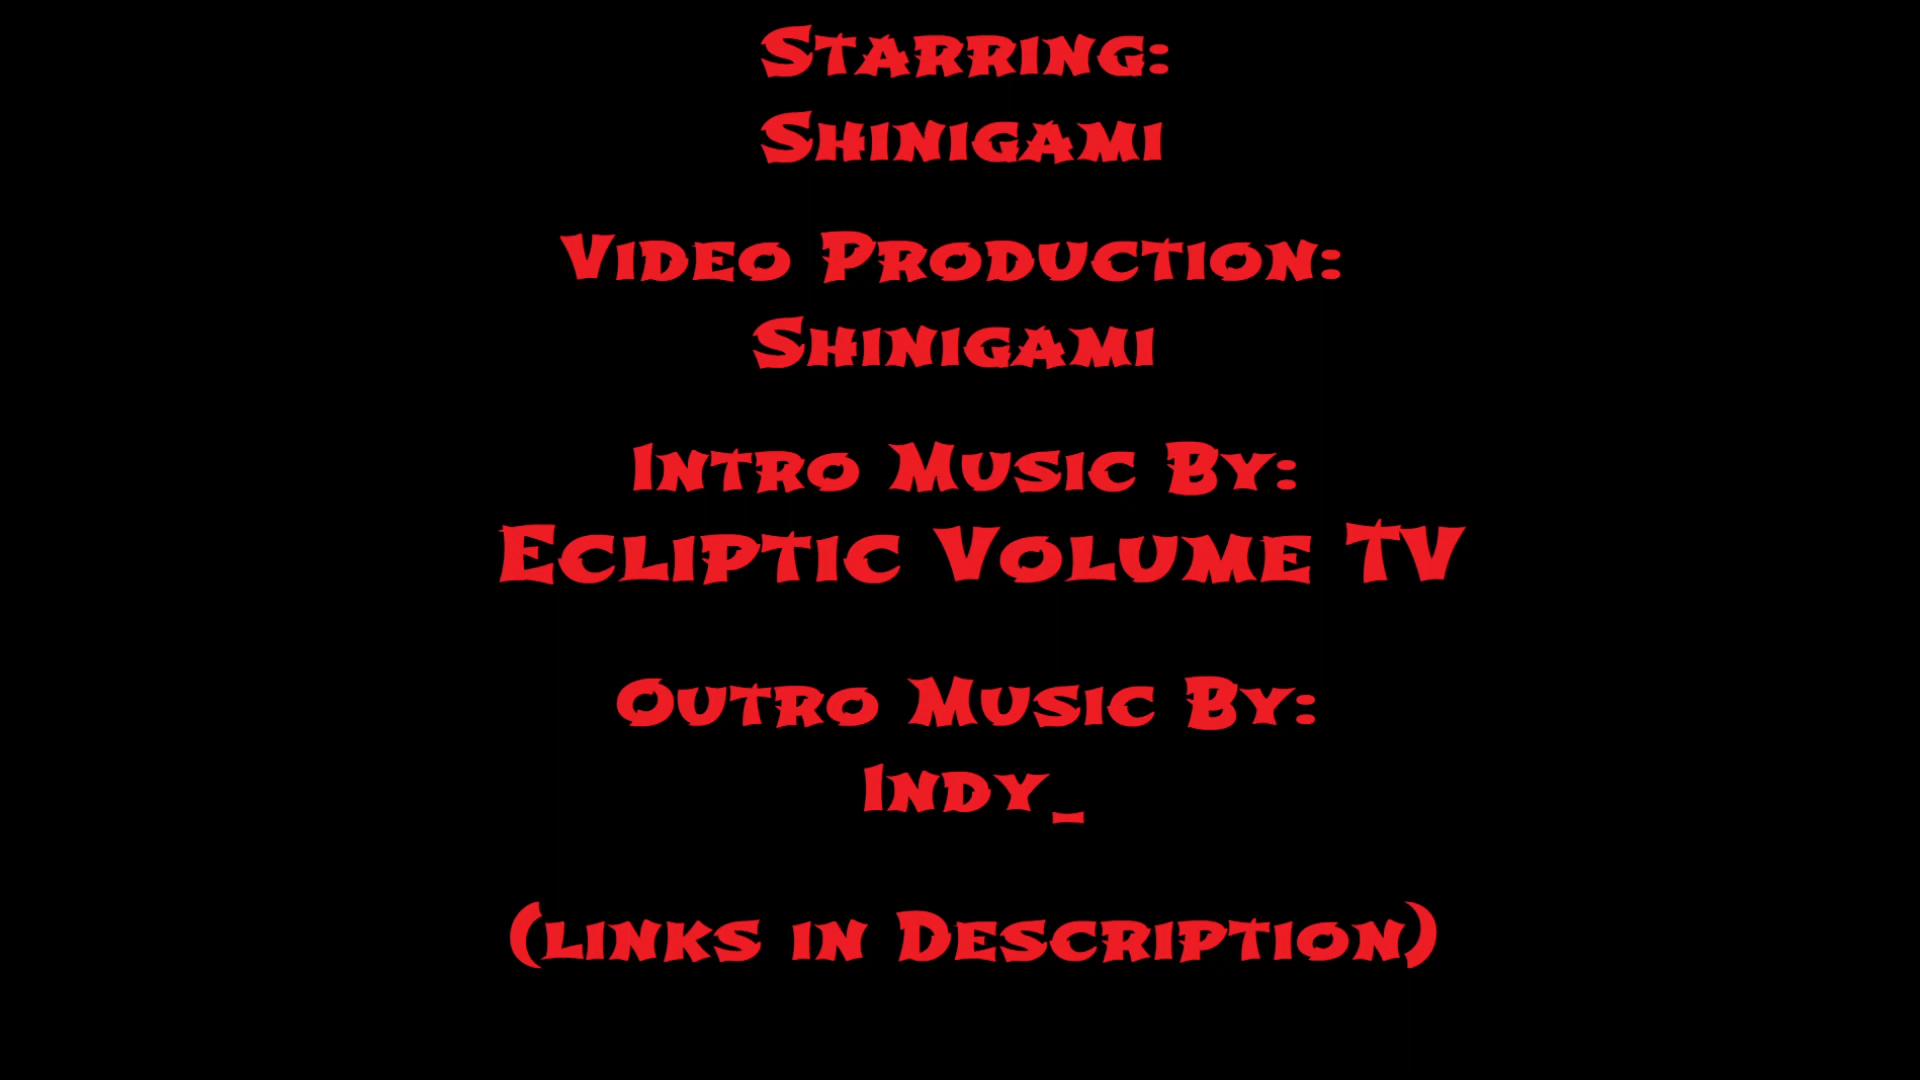 Starring:
Shinigami
Video Production:
Shinigami
Intro Music By:
Ecliptic Volume TV
Outro Music By:
Indy_
(links in Description)